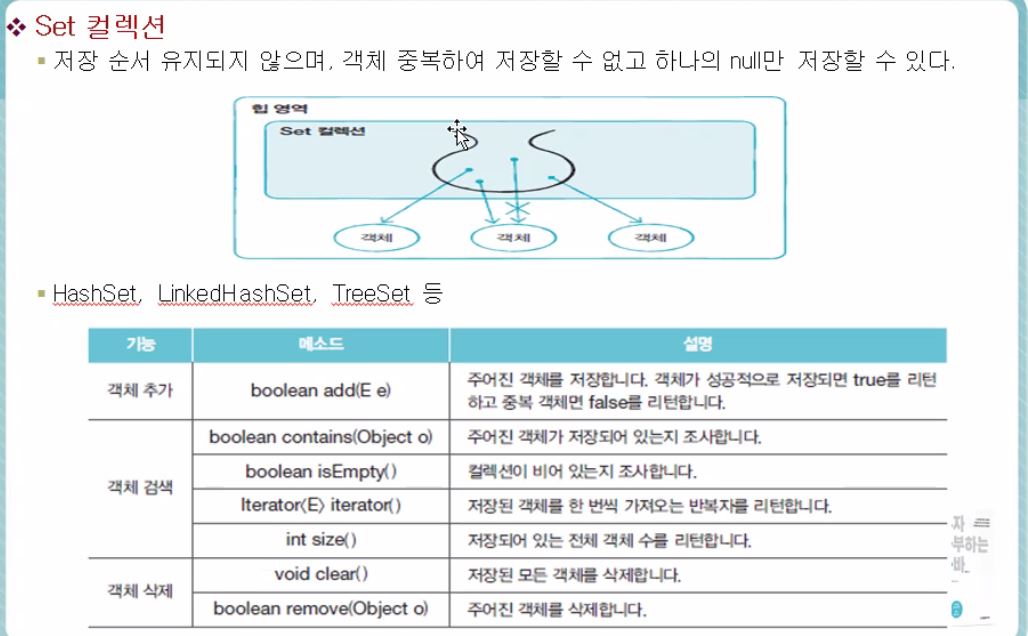 Set 컬렉션
저장 순서 유지되지 않으며, 객체 중복하여 저장할 수 없고 하나의 null만 저장할 수 있다.
힙 영역
Set 컬렉션
객체 객체 객체
HashSet, LinkedHashSet, TreeSet 등
기능 메소드 설명
객체 추가 boolean add(E e) 주어진 객체를 저장합니다. 객체가 성공적으로 저장되면 true를 리턴
하고 중복 객체면 false를 리턴합니다.
객체 검색 boolean contains(Object o) 주어진 객체가 저장되어 있는지 조사합니다.
boolean isEmpty() 컬렉션이 비어 있는지 조사합니다.
Iterator<E> iterator() 저장된 객체를 한 번씩 가져오는 반복자를 리턴합니다.
int size() 저장되어 있는 전체 객체 수를 리턴합니다.
객체 삭제 void clear() 저장된 모든 객체를 삭제합니다.
boolean remove(Object o) 주어진 객체를 삭제합니다.